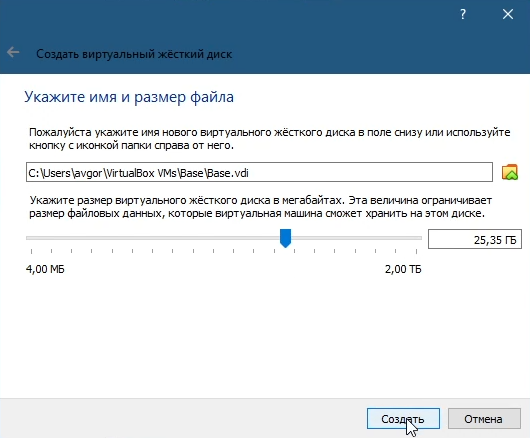 ?
Создать виртуальный жёсткий диск
Укажите имя и размер файла
Пожалуйста укажите имя нового виртуального жёсткого диска в поле снизу или используйте
кнопку с иконкой папки справа от него.
C:\Users\avgor\VirtualBox VMs\Base\Base.vdi
Укажите размер виртуального жёсткого диска в мегабайтах. Эта величина ограничивает
размер файловых данных, которые виртуальная машина сможет хранить на этом диске.
25,35 ГБ
4,00 МБ 2,00 ТБ
Создать Отмена